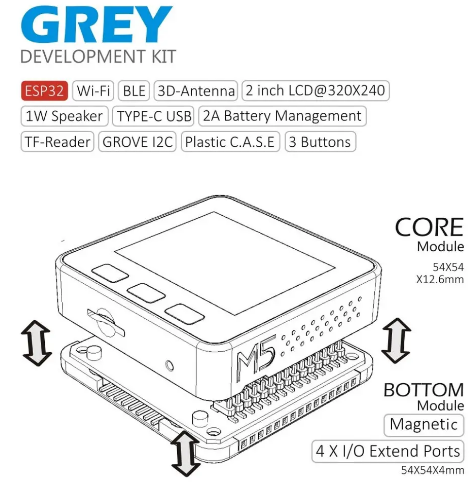 GREY
DEVELOPMENT KIT
ESP32 Wi-Fi BLE 3D-Antenna 2 inch LCD@320X240
1W Speaker TYPE-C USB 2A Battery Management
TF-Reader GROVE I2C Plastic C.A.S.E 3 Buttons
CORE
Module
54X54
X12.6mm
M5
BOTTOM
Module
Magnetic
4 X I/O Extend Ports
54X54X4mm